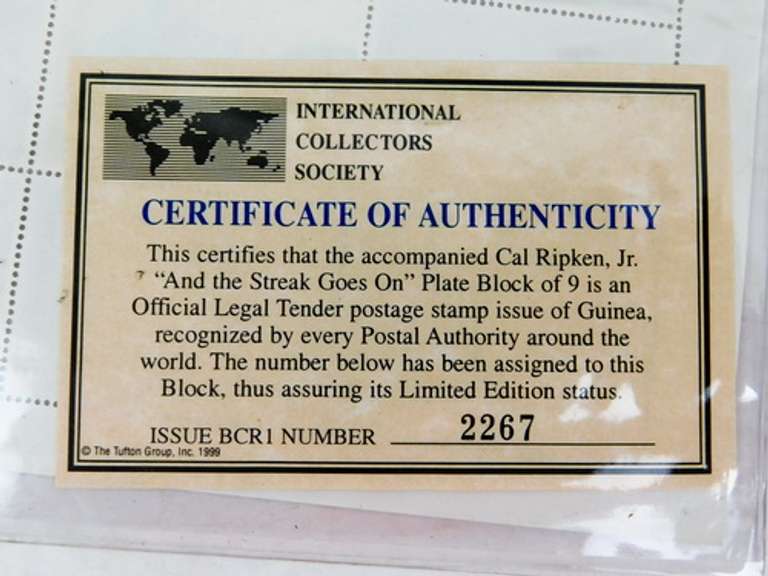 INTERNATIONAL
COLLECTORS
SOCIETY
CERTIFICATE OF AUTHENTICITY
This certifies that the accompanied Cal Ripken, Jr.
“And the Streak Goes On” Plate Block of 9 is an
Official Legal Tender postage stamp issue of Guinea,
recognized by every Postal Authority around the
world. The number below has been assigned to this
Block, thus assuring its Limited Edition status.
ISSUE BCR1 NUMBER 2267
© The Tufton Group, Inc. 1999